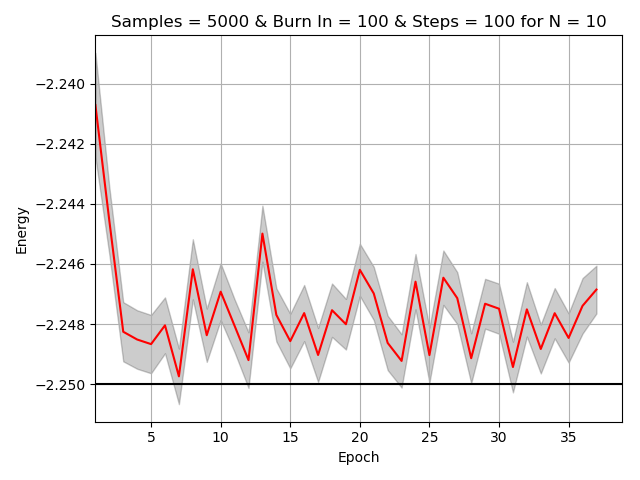 Samples = 5000 & Burn In = 100 & Steps = 100 for N = 10
−2.240
−2.242
−2.244
−2.246
−2.248
−2.250
Energy
5 10 15 20 25 30 35
Epoch